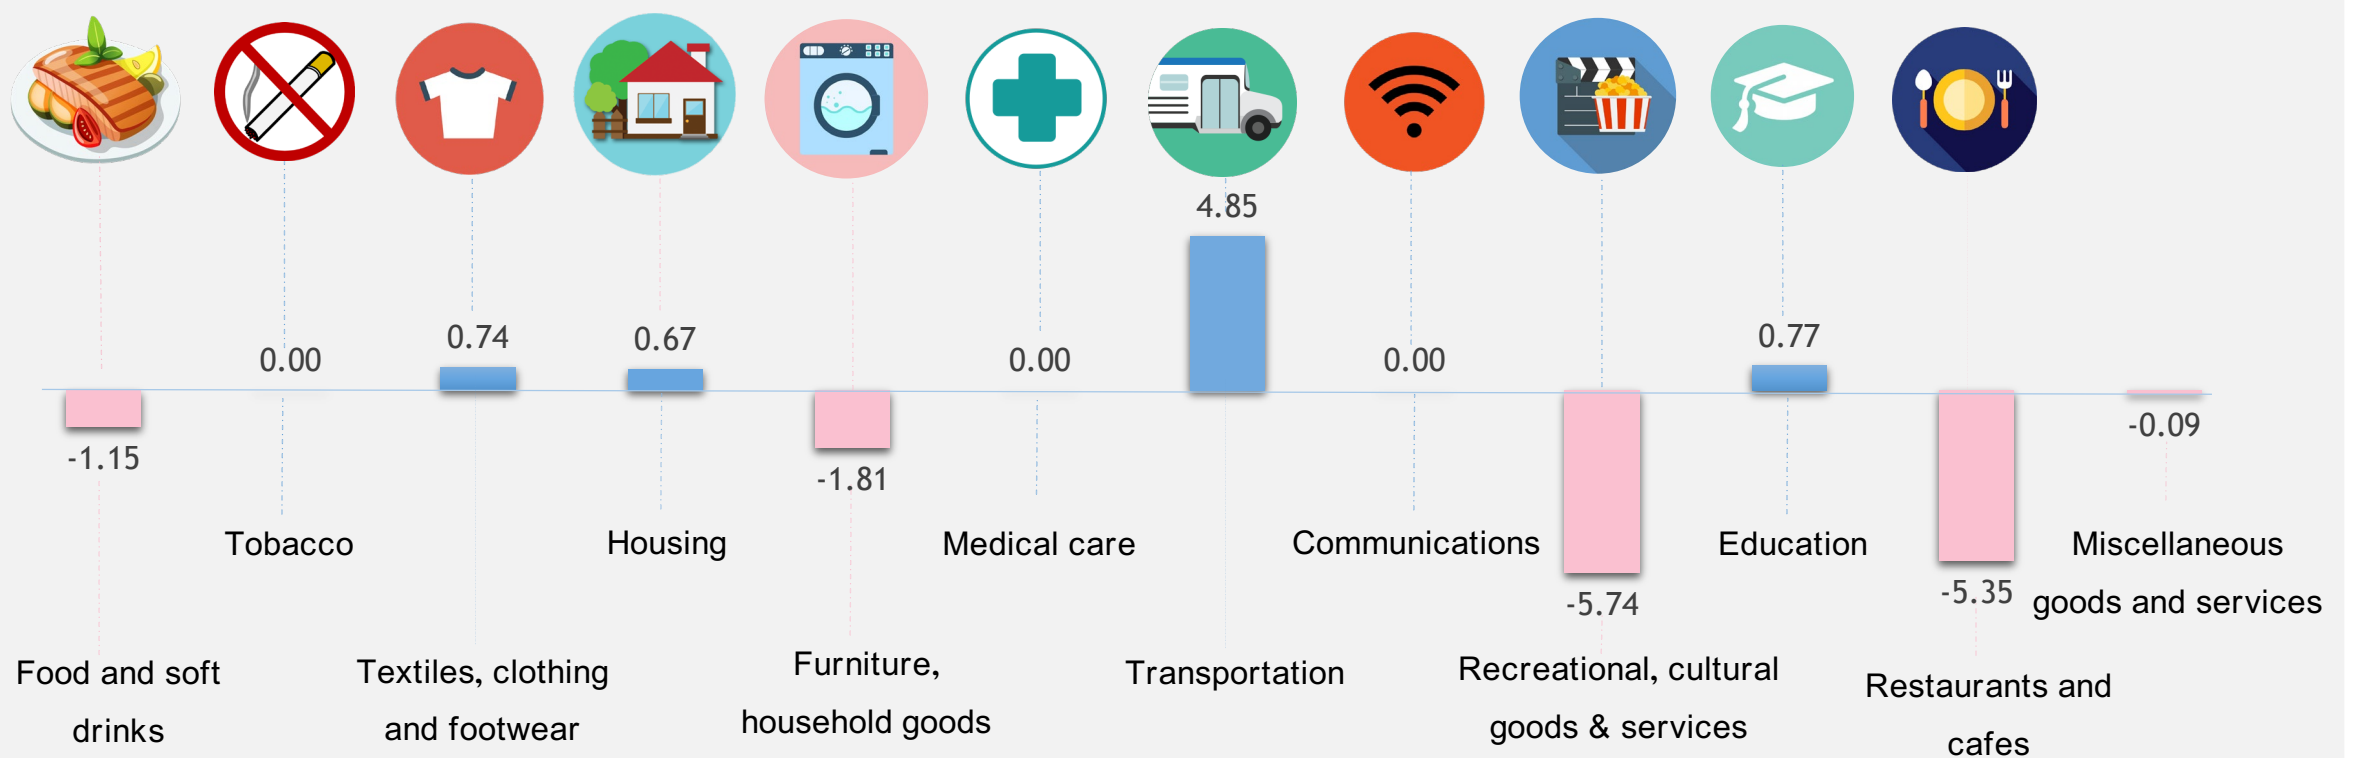 4.85
0.77
0.74
0.67
0.00
0.00
0.00
-0.09
-1.15
-1.81
-5.74
-5.35
Tobacco
Housing
Medical care
Communications
Education
Miscellaneous
goods and services
Food and soft
drinks
Textiles, clothing
and footwear
Furniture,
household goods
Transportation
Recreational, cultural
goods & services
Restaurants and
cafes